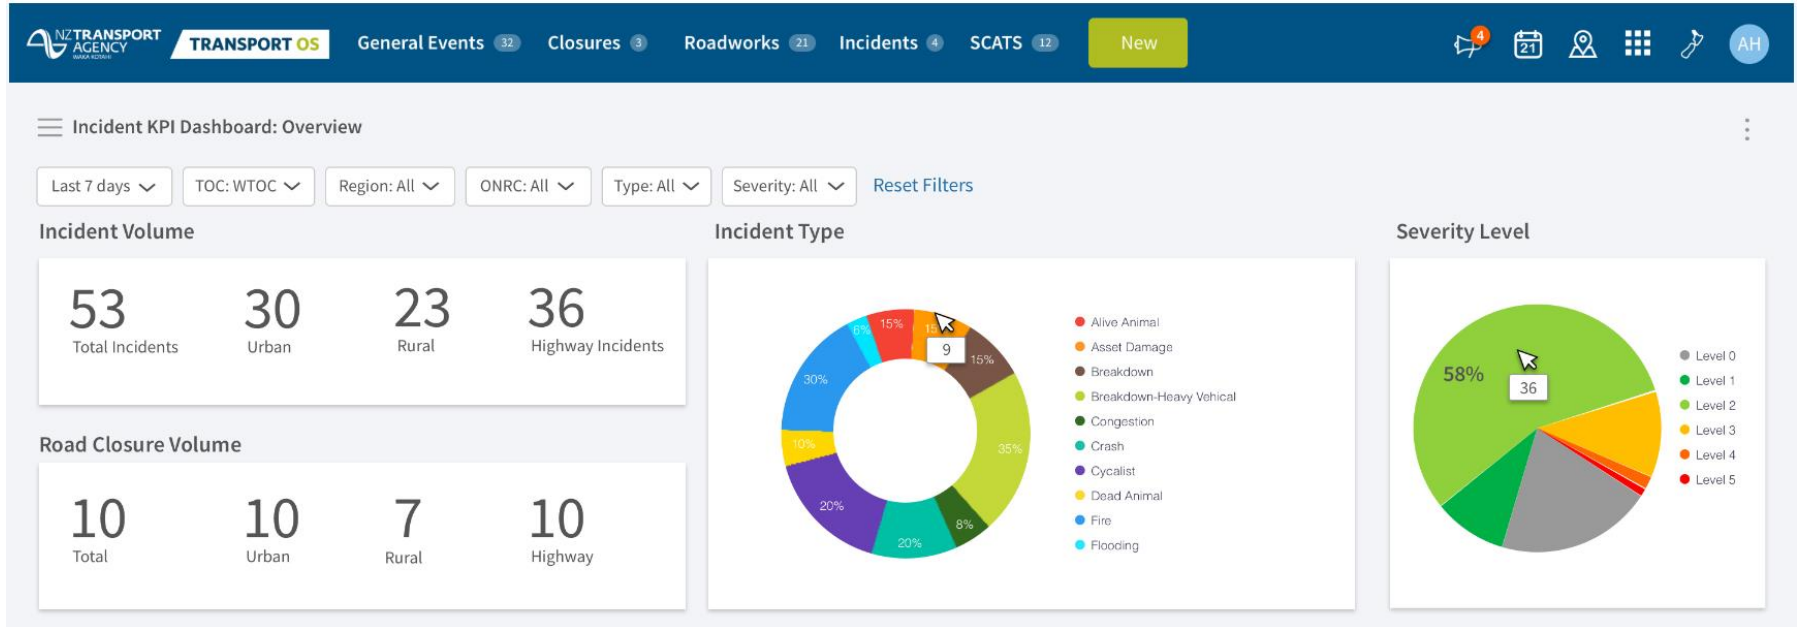 NZTRANSPORT
AGENCY
WAKA KOTAHI
TRANSPORT OS
General Events 32
Closures 3
Roadworks 21
Incidents 4
SCATS 12
New
4
21
AH
Incident KPI Dashboard: Overview
Last 7 days
TOC: WTOC
Region: All
ONRC: All
Type: All
Severity: All
Reset Filters
Incident Volume
53
Total Incidents
30
Urban
23
Rural
36
Highway Incidents
Road Closure Volume
10
Total
10
Urban
7
Rural
10
Highway
Incident Type
6%
15%
9
15%
30%
35%
10%
20%
20%
8%
Alive Animal
Asset Damage
Breakdown
Breakdown-Heavy Vehical
Congestion
Crash
Cycalist
Dead Animal
Fire
Flooding
Severity Level
58%
36
Level 0
Level 1
Level 2
Level 3
Level 4
Level 5